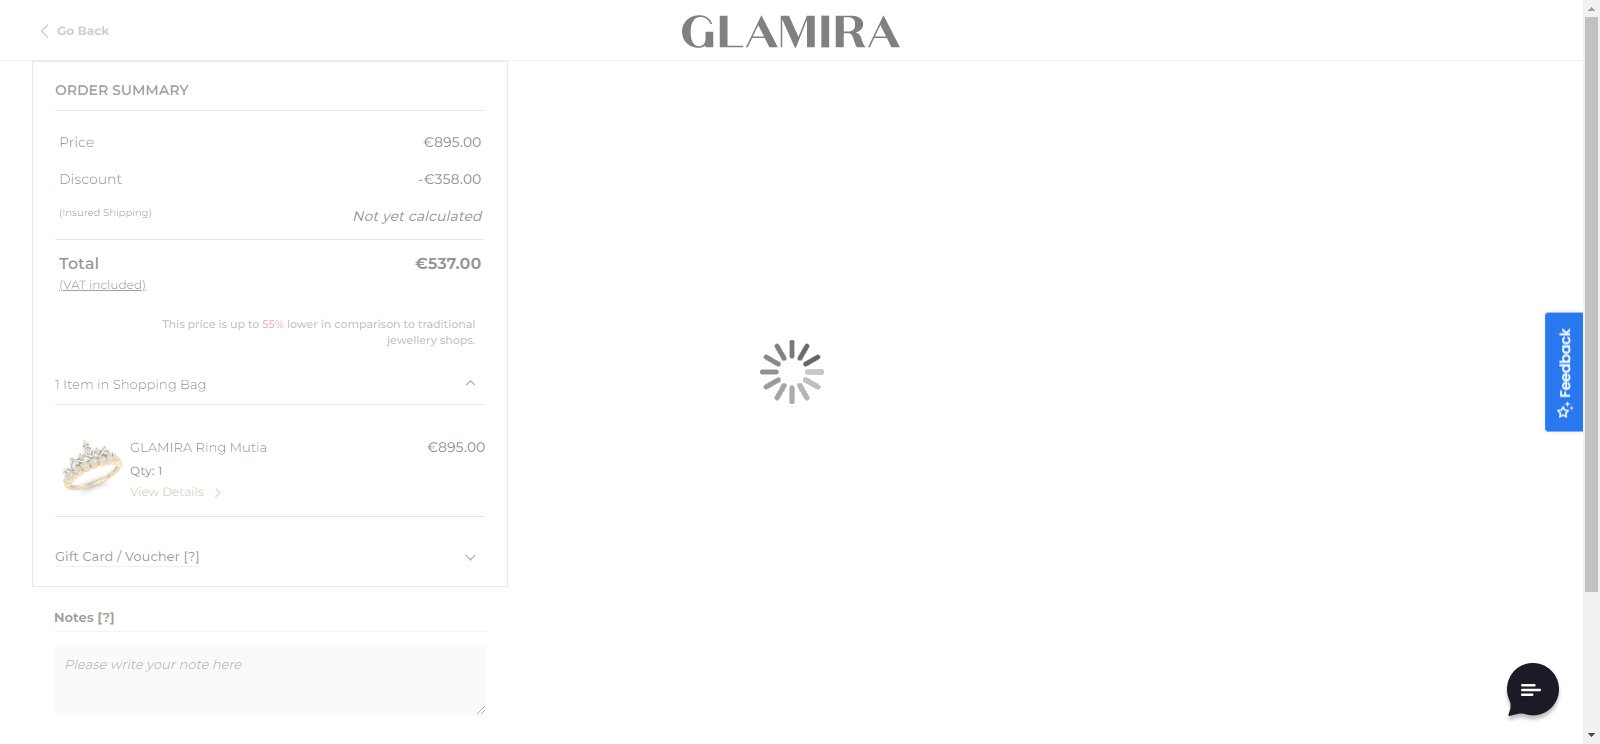 Go Back
GLAMIRA
ORDER SUMMARY
Price €895.00
Discount -€358.00
(Insured Shipping) Not yet calculated
Total €537.00
(VAT included)
This price is up to 55% lower in comparison to traditional
jewellery shops.
1 Item in Shopping Bag
GLAMIRA Ring Mutia €895.00
Qty: 1
View Details
Gift Card / Voucher [?]
Notes [?]
Please write your note here
Feedback